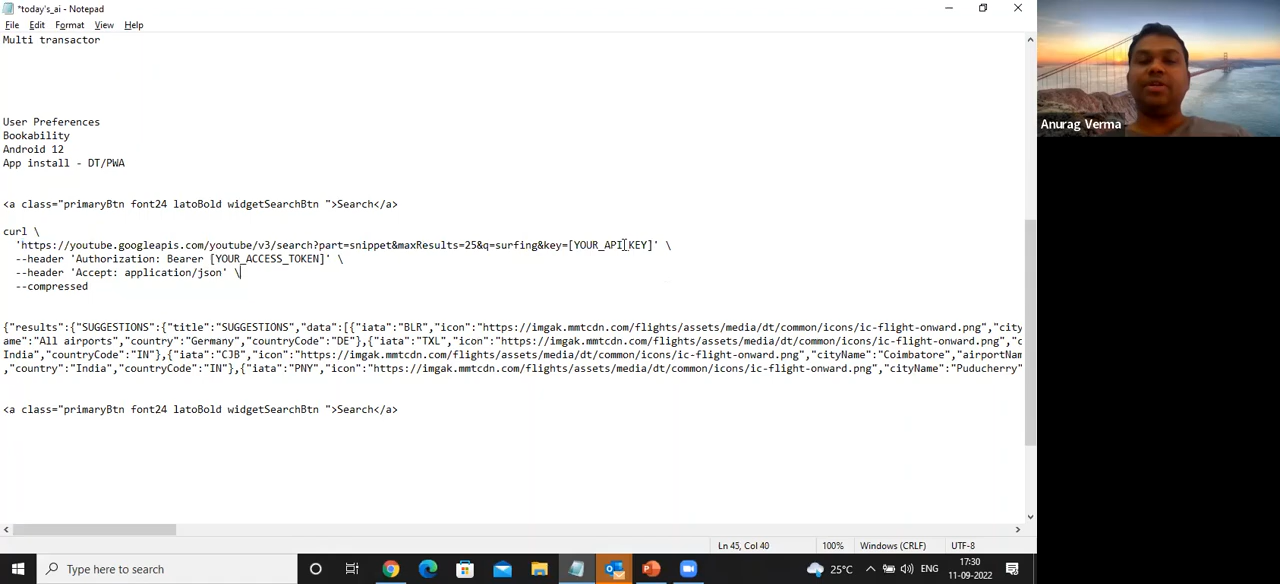 *today's_ai - Notepad
File Edit Format View Help
Multi transactor
User Preferences
Bookability
Android 12
App install - DT/PWA
<a class="primaryBtn font24 latoBold widgetSearchBtn ">Search</a>
curl \
'https://youtube.googleapis.com/youtube/v3/search?part=snippet&maxResults=25&q=surfing&key=[YOUR_API_KEY]' \
--header 'Authorization: Bearer [YOUR_ACCESS_TOKEN]' \
--header 'Accept: application/json' \
--compressed
{"results":{"SUGGESTIONS":{"title":"SUGGESTIONS","data":[{"iata":"BLR","icon":"https://imgak.mmtcdn.com/flights/assets/media/dt/common/icons/ic-flight-onward.png","city
ame":"All airports","country":"Germany","countryCode":"DE"},{"iata":"TXL","icon":"https://imgak.mmtcdn.com/flights/assets/media/dt/common/icons/ic-flight-onward.png","c
India","countryCode":"IN"},{"iata":"CJB","icon":"https://imgak.mmtcdn.com/flights/assets/media/dt/common/icons/ic-flight-onward.png","cityName":"Coimbatore","airportNam
,"country":"India","countryCode":"IN"},{"iata":"PNY","icon":"https://imgak.mmtcdn.com/flights/assets/media/dt/common/icons/ic-flight-onward.png","cityName":"Puducherry"
<a class="primaryBtn font24 latoBold widgetSearchBtn ">Search</a>
Ln 45, Col 40 100% Windows (CRLF) UTF-8
Type here to search
25°C ENG
17:30
11-09-2022
Anurag Verma